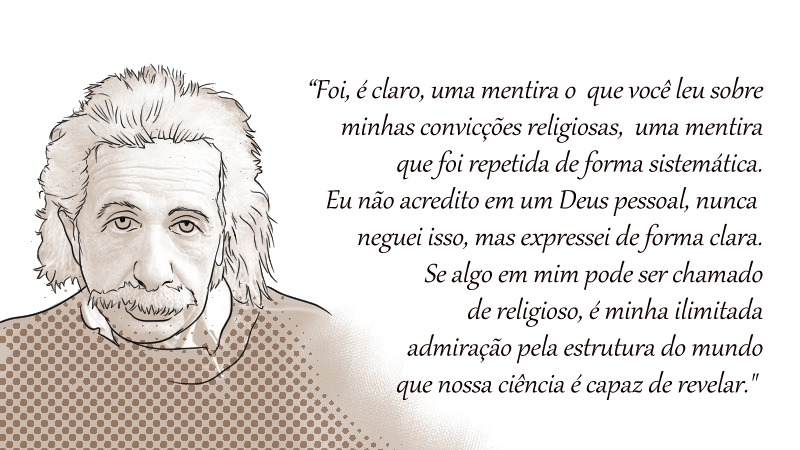 “Foi, é claro, uma mentira o que você leu sobre
minhas convicções religiosas, uma mentira
que foi repetida de forma sistemática.
Eu não acredito em um Deus pessoal, nunca
neguei isso, mas expressei de forma clara.
Se algo em mim pode ser chamado
de religioso, é minha ilimitada
admiração pela estrutura do mundo
que nossa ciência é capaz de revelar."